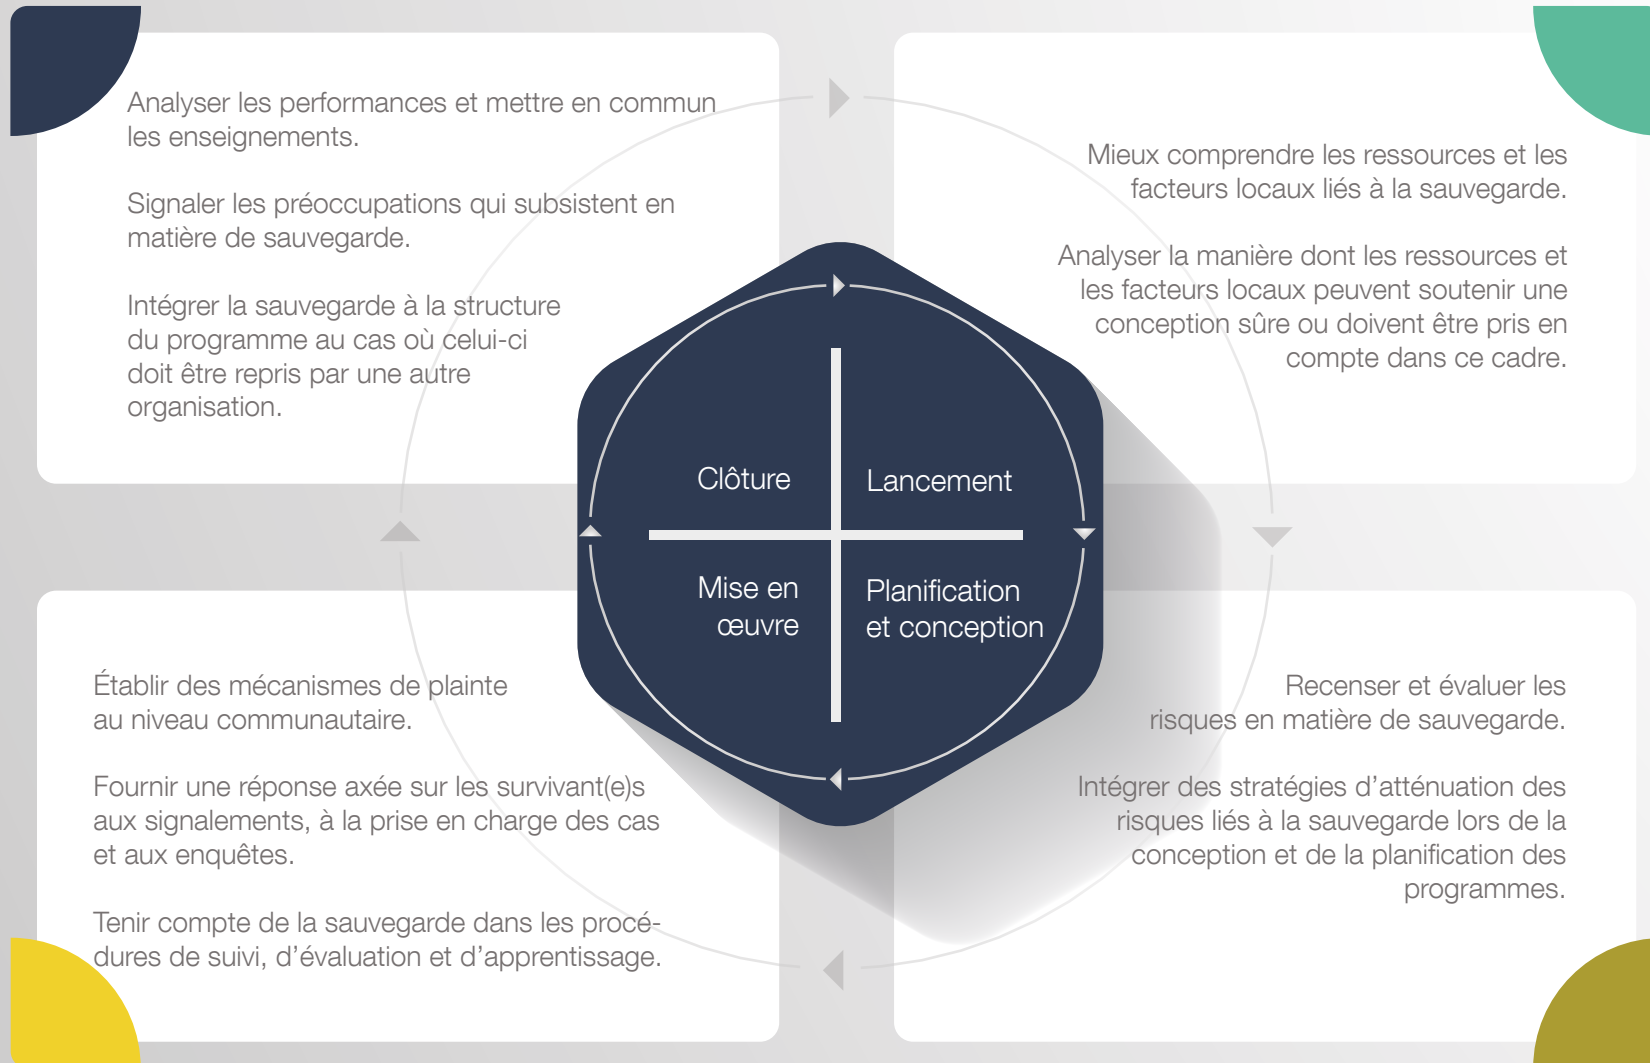 Analyser les performances et mettre en commun
les enseignements.
Signaler les préoccupations qui subsistent en
matière de sauvegarde.
Intégrer la sauvegarde à la structure
du programme au cas où celui-ci
doit être repris par une autre
organisation.
Mieux comprendre les ressources et les
facteurs locaux liés à la sauvegarde.
Analyser la manière dont les ressources et
les facteurs locaux peuvent soutenir une
conception sûre ou doivent être pris en
compte dans ce cadre.
Clôture
Lancement
Mise en
œuvre
Planification
et conception
Établir des mécanismes de plainte
au niveau communautaire.
Fournir une réponse axée sur les survivant(e)s
aux signalements, à la prise en charge des cas
et aux enquêtes.
Tenir compte de la sauvegarde dans les procé-
dures de suivi, d’évaluation et d’apprentissage.
Recenser et évaluer les
risques en matière de sauvegarde.
Intégrer des stratégies d’atténuation des
risques liés à la sauvegarde lors de la
conception et de la planification des
programmes.